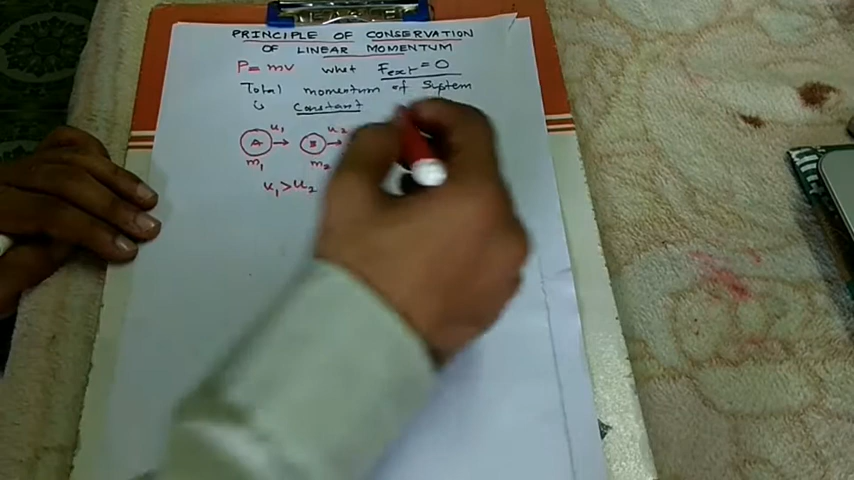 PRINCIPLE OF CONSERVATION
OF LINEAR MOMENTUM
P = mv when Fext = 0
Total momentum of System
is Constant
A u₁ B u₂
m₁ m₂
u₁ > u₂